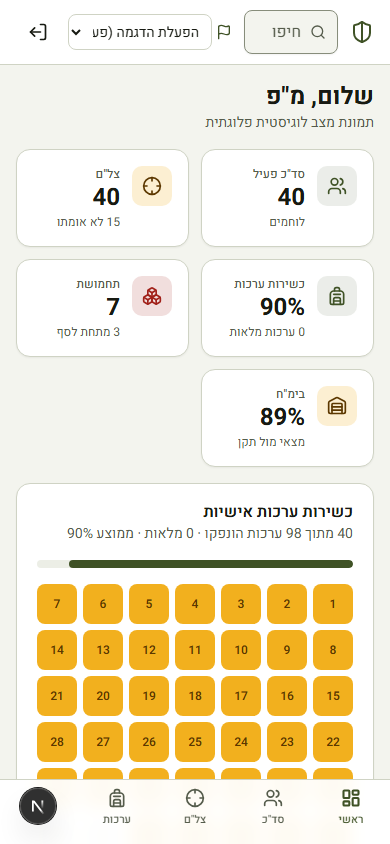 חיפו
הפעלת הדגמה (פע
שלום, מ"פ
תמונת מצב לוגיסטית פלוגתית
סד"כ פעיל
40
לוחמים
צל"ם
40
15 לא אומתו
כשירות ערכות
90%
0 ערכות מלאות
תחמושת
7
3 מתחת לסף
בימ"ח
89%
מצאי מול תקן
כשירות ערכות אישיות
40 מתוך 98 ערכות הונפקו · 0 מלאות · ממוצע 90%
1 2 3 4 5 6 7
8 9 10 11 12 13 14
15 16 17 18 19 20 21
22 23 24 25 26 27 28
ראשי
סד"כ
צל"ם
ערכות
N